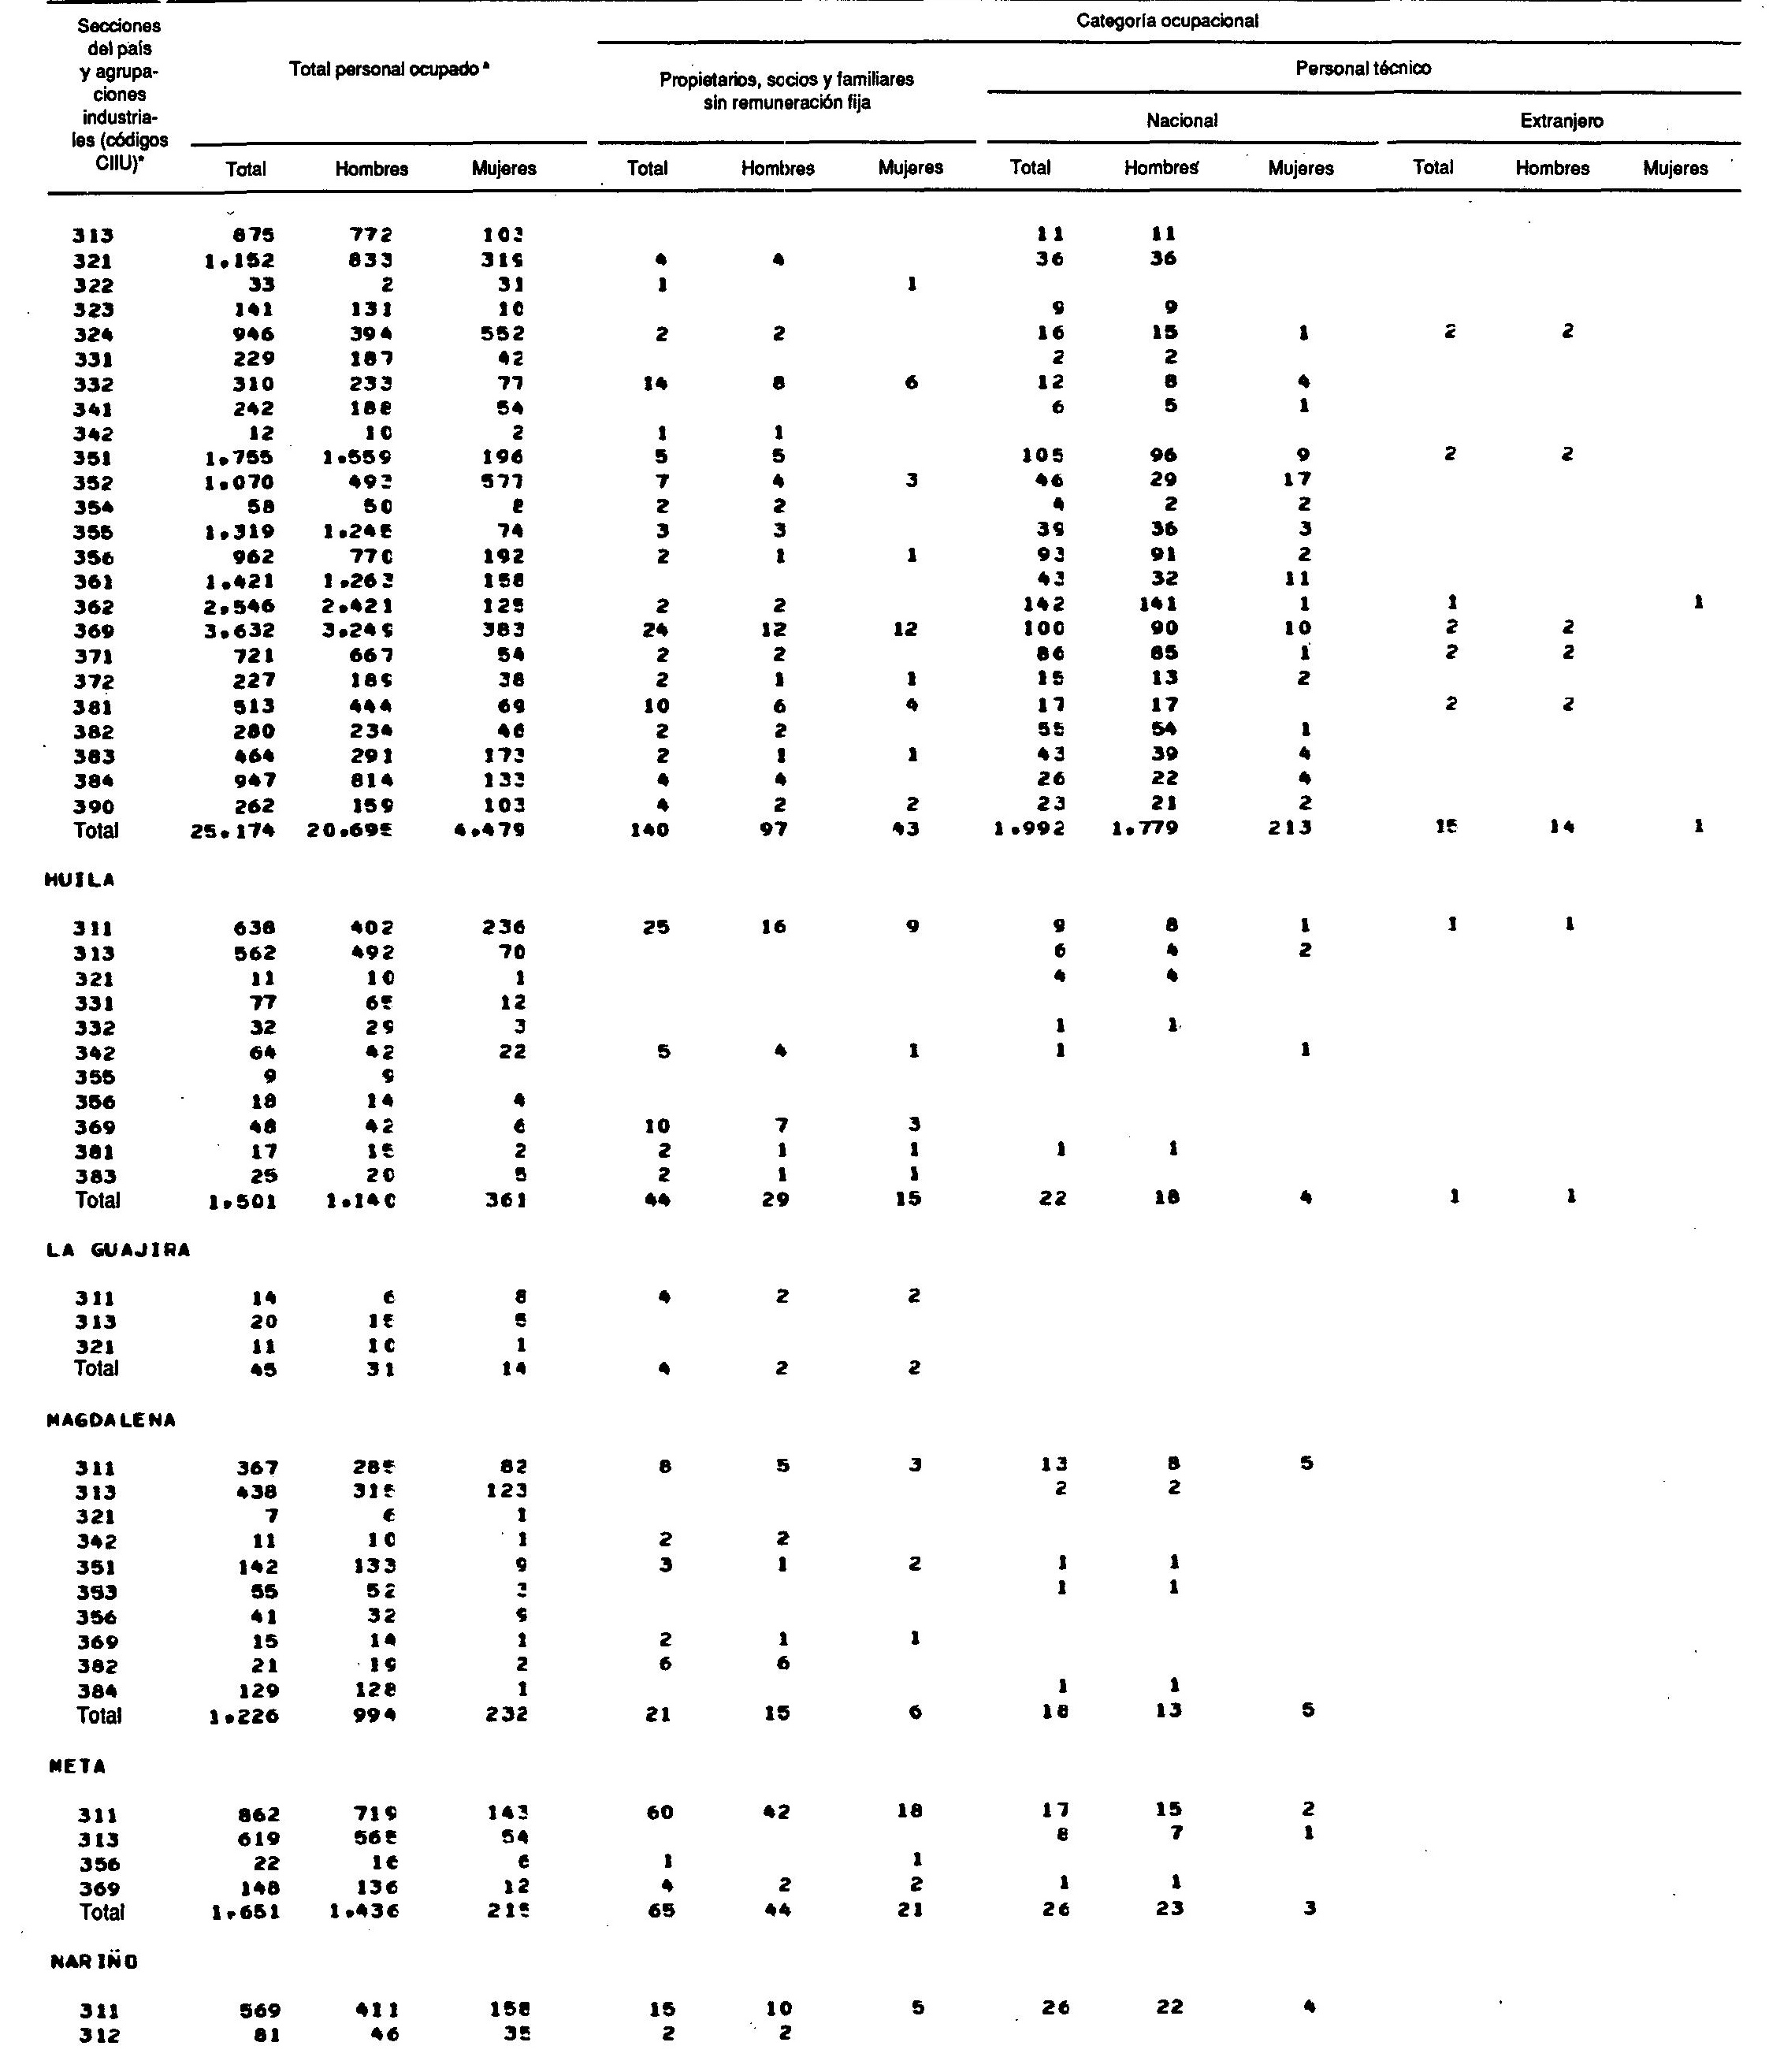 Secciones del país y agrupaciones industriales (códigos CIIU)* Total personal ocupado ª Categoría ocupacional
Propietarios, socios y familiares sin remuneración fija Personal técnico
Nacional Extranjero
Total Hombres Mujeres Total Hombres Mujeres Total Hombres Mujeres Total Hombres Mujeres
313 875 772 103 11 11
321 1.152 833 319 4 4 36 36
322 33 2 31 1 1
323 141 131 10 9 9
324 946 394 552 2 2 16 15 1 2 2
331 229 187 42 2 2
332 310 233 77 14 8 6 12 8 4
341 242 188 54 6 5 1
342 12 10 2 1 1
351 1.755 1.559 196 5 5 105 96 9 2 2
352 1.070 493 577 7 4 3 46 29 17
354 58 50 8 2 2 4 2 2
355 1.319 1.245 74 3 3 39 36 3
356 962 770 192 2 1 1 93 91 2
361 1.421 1.263 158 43 32 11
362 2.546 2.421 125 2 2 142 141 1 1 1
369 3.632 3.249 383 24 12 12 100 90 10 2 2
371 721 667 54 2 2 86 85 1 2 2
372 227 189 38 2 1 1 15 13 2
381 513 444 69 10 6 4 17 17 2 2
382 280 234 46 2 2 55 54 1
383 464 291 173 2 1 1 43 39 4
384 947 814 133 4 4 26 22 4
390 262 159 103 4 2 2 23 21 2
Total 25.174 20.695 4.479 140 97 43 1.992 1.779 213 15 14 1
HUILA
311 638 402 236 25 16 9 9 8 1 1 1
313 562 492 70 6 4 2
321 11 10 1 4 4
331 77 65 12
332 32 29 3 1 1
342 64 42 22 5 4 1 1 1
355 9 9
356 18 14 4
369 48 42 6 10 7 3
381 17 15 2 2 1 1 1 1
383 25 20 5 2 1 1
Total 1.501 1.140 361 44 29 15 22 18 4 1 1
LA GUAJIRA
311 14 6 8 4 2 2
313 20 15 5
321 11 10 1
Total 45 31 14 4 2 2
MAGDALENA
311 367 285 82 8 5 3 13 8 5
313 438 315 123 2 2
321 7 6 1
342 11 10 1 2 2
351 142 133 9 3 1 2 1 1
353 55 52 3 1 1
356 41 32 9
369 15 14 1 2 1 1
382 21 19 2 6 6
384 129 128 1 1 1
Total 1.226 994 232 21 15 6 18 13 5
META
311 862 719 143 60 42 18 17 15 2
313 619 565 54 8 7 1
356 22 16 6 1 1
369 148 136 12 4 2 2 1 1
Total 1.651 1.436 215 65 44 21 26 23 3
NARIÑO
311 569 411 158 15 10 5 26 22 4
312 81 46 35 2 2